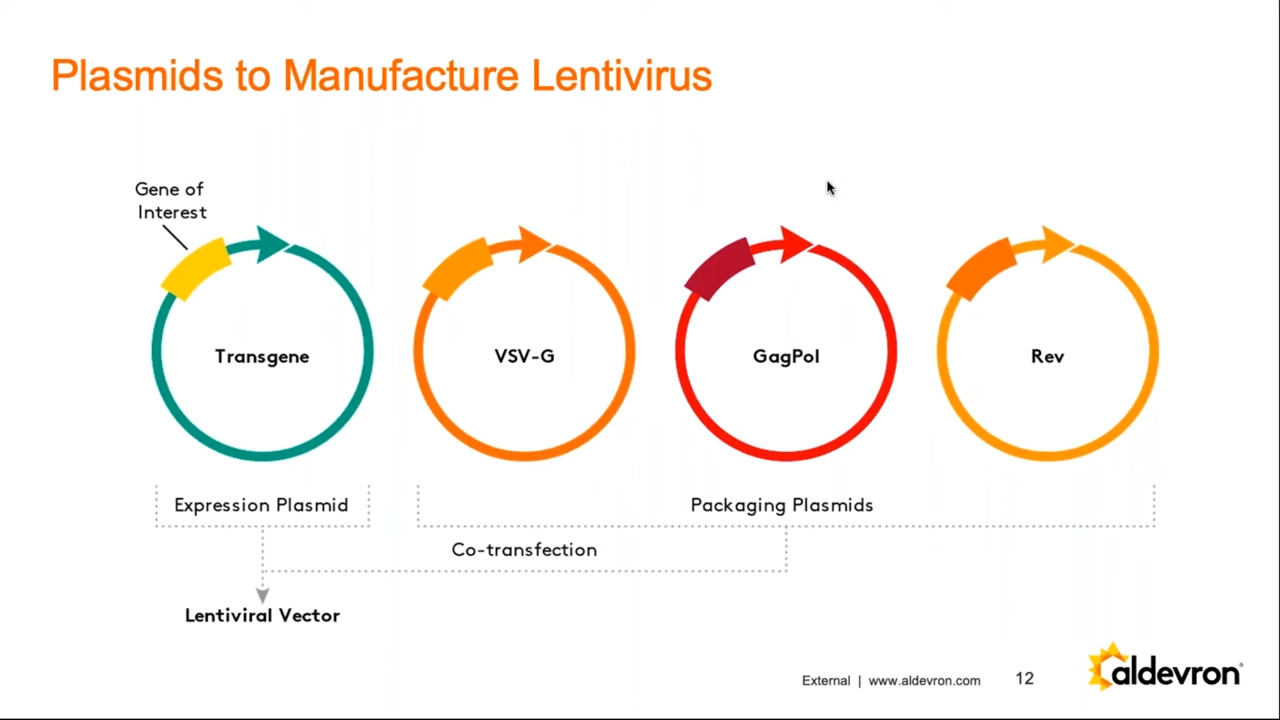 Plasmids to Manufacture Lentivirus
Gene of
Interest
Transgene
VSV-G
GagPol
Rev
Expression Plasmid
Packaging Plasmids
Co-transfection
Lentiviral Vector
External | www.aldevron.com
12
aldevron